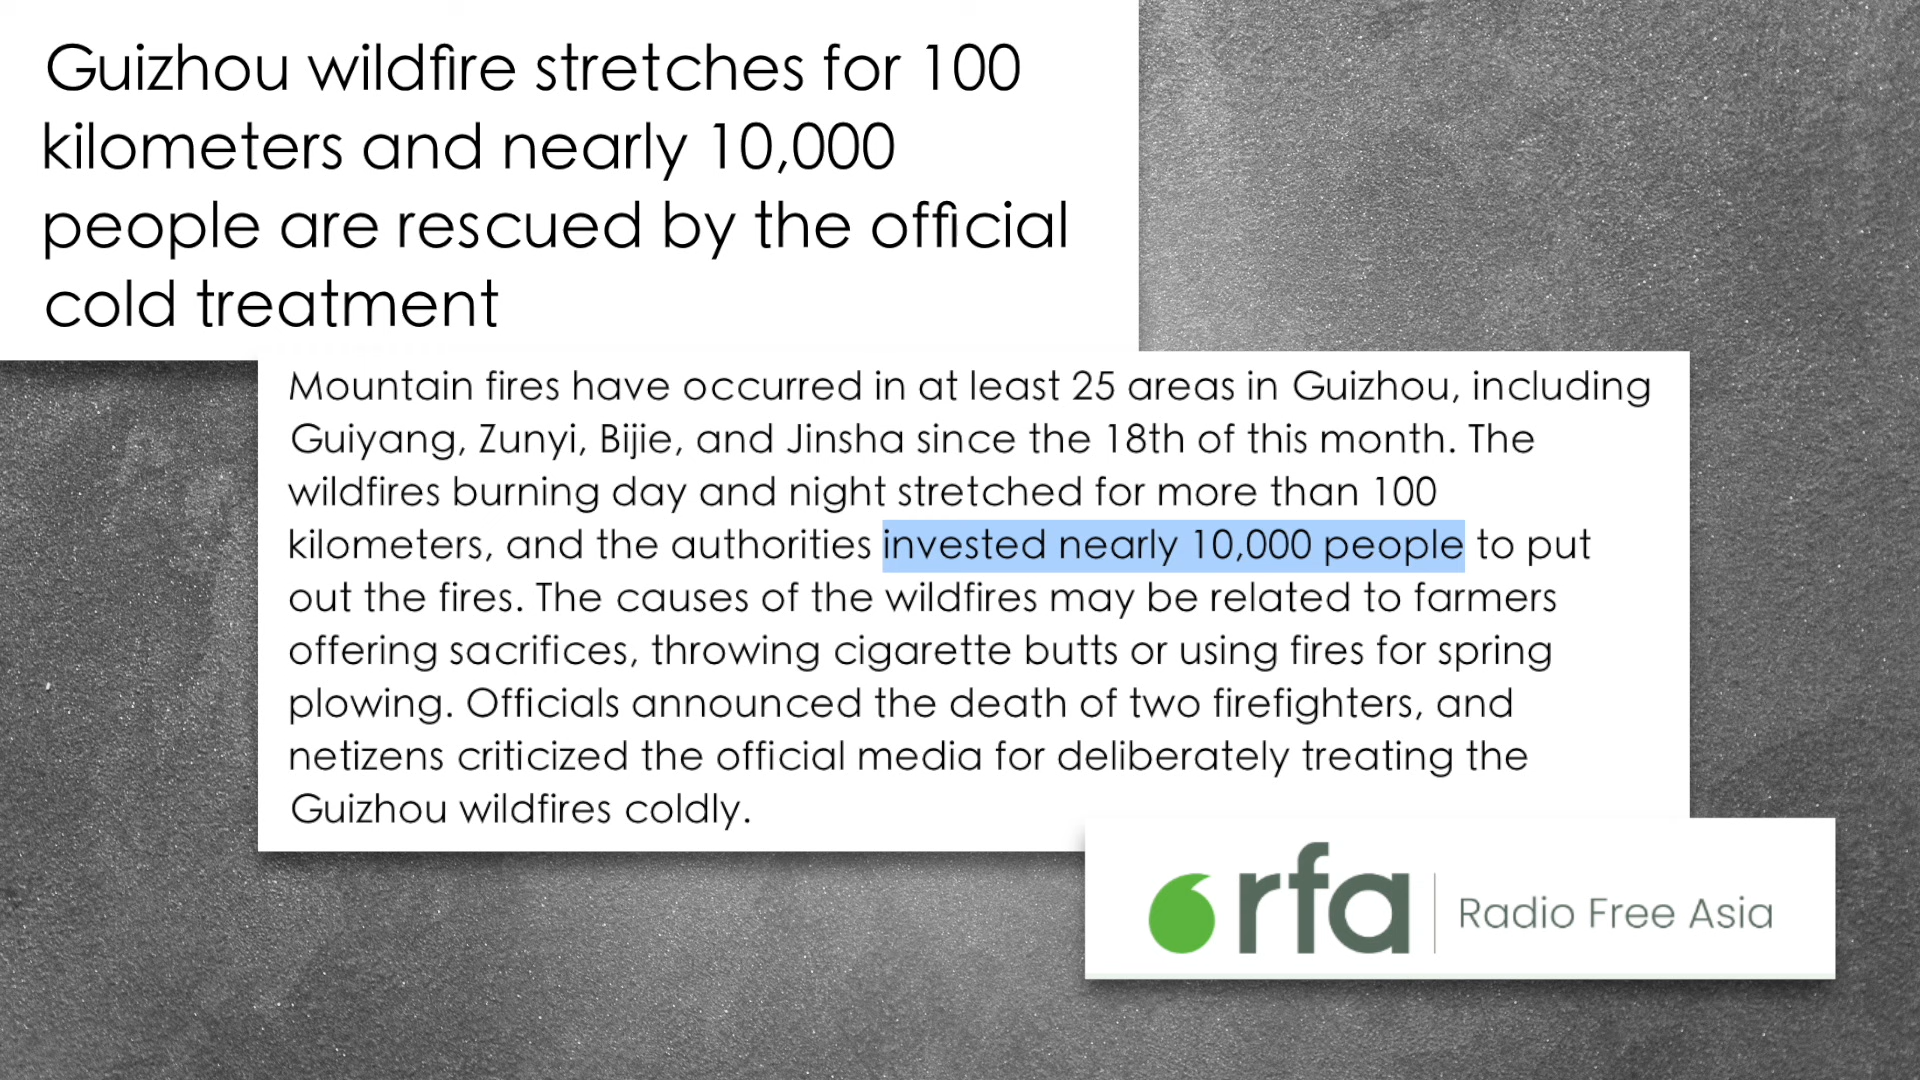 Guizhou wildfire stretches for 100
kilometers and nearly 10,000
people are rescued by the official
cold treatment
Mountain fires have occurred in at least 25 areas in Guizhou, including
Guiyang, Zunyi, Bijie, and Jinsha since the 18th of this month. The
wildfires burning day and night stretched for more than 100
kilometers, and the authorities invested nearly 10,000 people to put
out the fires. The causes of the wildfires may be related to farmers
offering sacrifices, throwing cigarette butts or using fires for spring
plowing. Officials announced the death of two firefighters, and
netizens criticized the official media for deliberately treating the
Guizhou wildfires coldly.
rfa Radio Free Asia